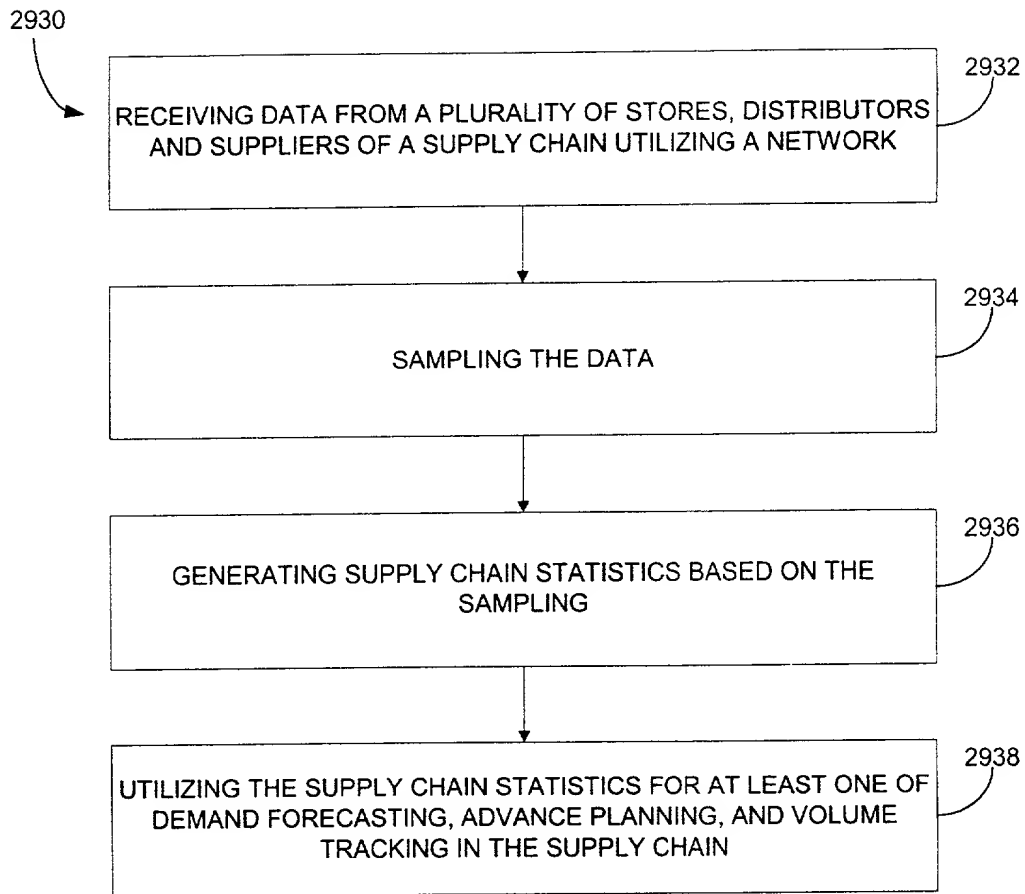 2930
2932
RECEIVING DATA FROM A PLURALITY OF STORES, DISTRIBUTORS
AND SUPPLIERS OF A SUPPLY CHAIN UTILIZING A NETWORK
2934
SAMPLING THE DATA
2936
GENERATING SUPPLY CHAIN STATISTICS BASED ON THE
SAMPLING
2938
UTILIZING THE SUPPLY CHAIN STATISTICS FOR AT LEAST ONE OF
DEMAND FORECASTING, ADVANCE PLANNING, AND VOLUME
TRACKING IN THE SUPPLY CHAIN